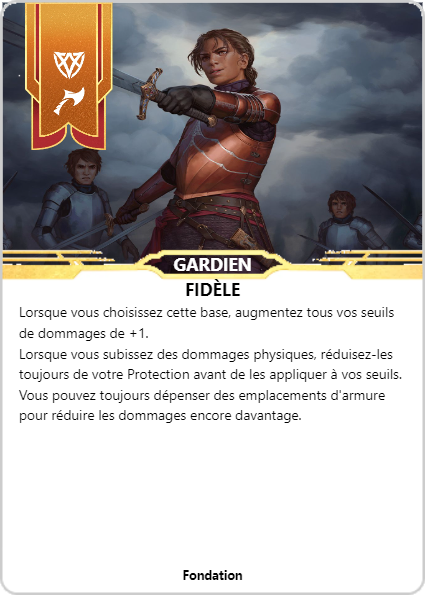 GARDIEN
FIDÈLE
Lorsque vous choisissez cette base, augmentez tous vos seuils
de dommages de +1.
Lorsque vous subissez des dommages physiques, réduisez-les
toujours de votre Protection avant de les appliquer à vos seuils.
Vous pouvez toujours dépenser des emplacements d'armure
pour réduire les dommages encore davantage.
Fondation